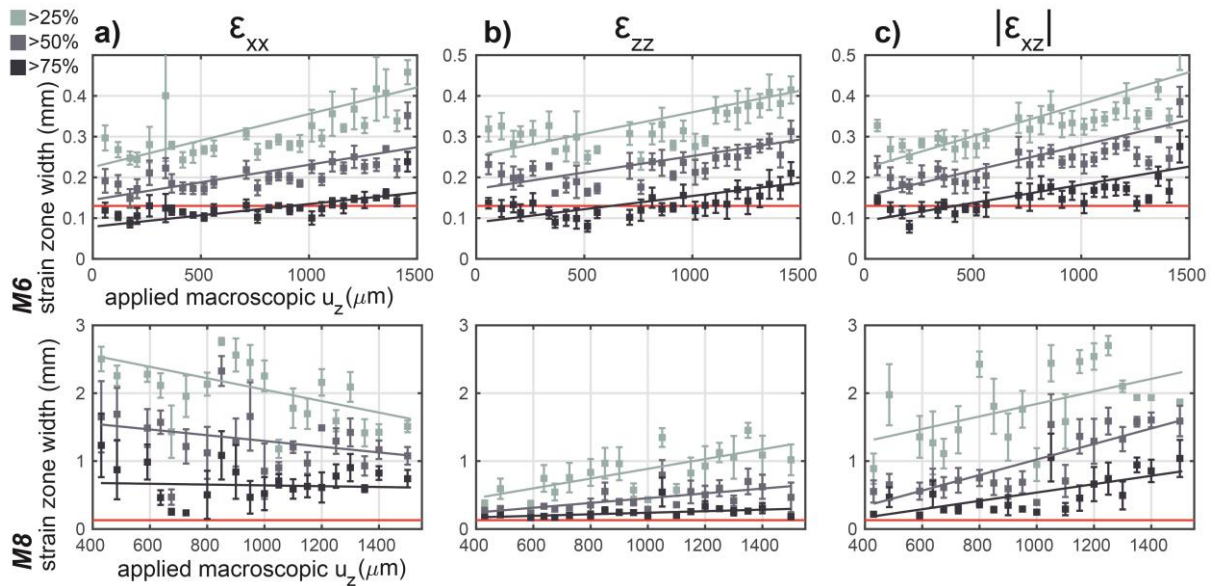 >25%
>50%
>75%
a) εxx
b) εzz
c) |εxz|
M6
strain zone width (mm)
0.5
0.4
0.3
0.2
0.1
0
0 500 1000 1500
applied macroscopic uz(μm)
0.5
0.4
0.3
0.2
0.1
0
0 500 1000 1500
0.5
0.4
0.3
0.2
0.1
0
0 500 1000 1500
M8
strain zone width (mm)
3
2
1
0
400 600 800 1000 1200 1400
applied macroscopic uz(μm)
3
2
1
0
400 600 800 1000 1200 1400
3
2
1
0
400 600 800 1000 1200 1400